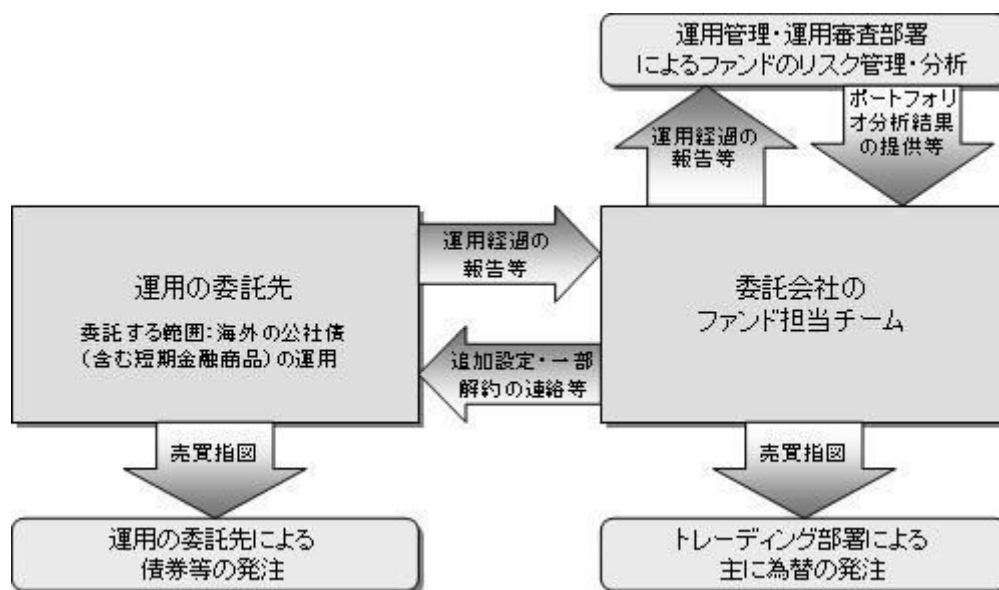 運用管理・運用審査部署
によるファンドのリスク管理・分析
運用経過の
報告等
ポートフォリ
オ分析結果
の提供等
運用の委託先
委託する範囲：海外の公社債
（含む短期金融商品）の運用
運用経過の
報告等
追加設定・一部
解約の連絡等
委託会社の
ファンド担当チーム
売買指図
売買指図
運用の委託先による
債券等の発注
トレーディング部署による
主に為替の発注